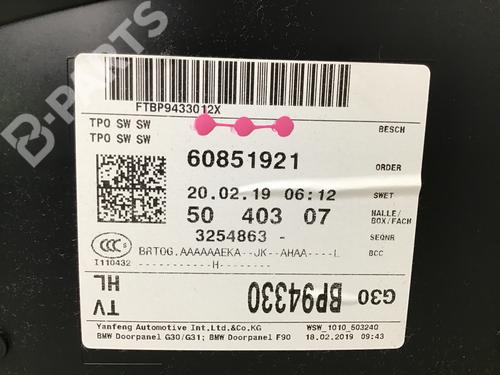 B-PARTS
FTBP9433012X
TPO SW SW
TPO SW SW
BESCH
60851921
ORDER
20.02.19 06:12
SWET
50 403 07
HALLE/
BOX/FACH
3254863 -
SEQNR
BRTOG.AAAAAAEKA--JK--AHAA----L
BCC
---------H--------
CCC S
I110432
TV
HL
BP94330
G30
Yanfeng Automotive Int.Ltd.&Co.KG
WSW_1010_503240
BMW Doorpanel G30/G31; BMW Doorpanel F90
18.02.2019 09:43